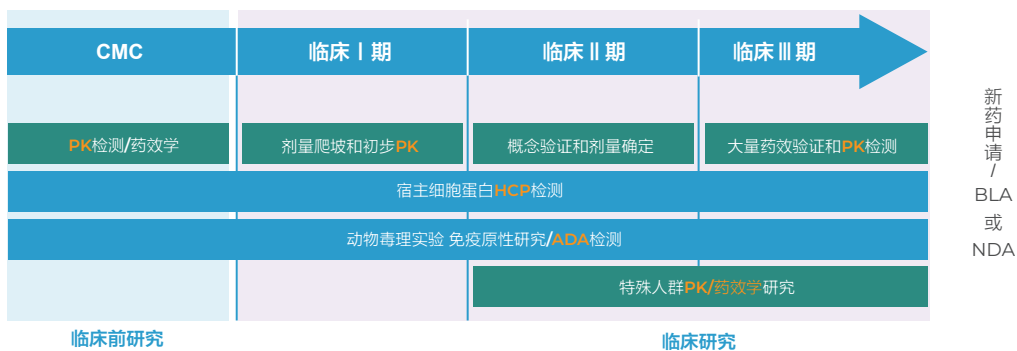 CMC
临床Ⅰ期
临床Ⅱ期
临床Ⅲ期
PK检测/药效学
剂量爬坡和初步PK
概念验证和剂量确定
大量药效验证和PK检测
宿主细胞蛋白HCP检测
动物毒理实验 免疫原性研究/ADA检测
特殊人群PK/药效学研究
临床前研究
临床研究
新药申请/
BLA
或
NDA